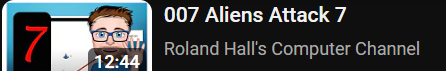 7
12:44
007 Aliens Attack 7
Roland Hall's Computer Channel